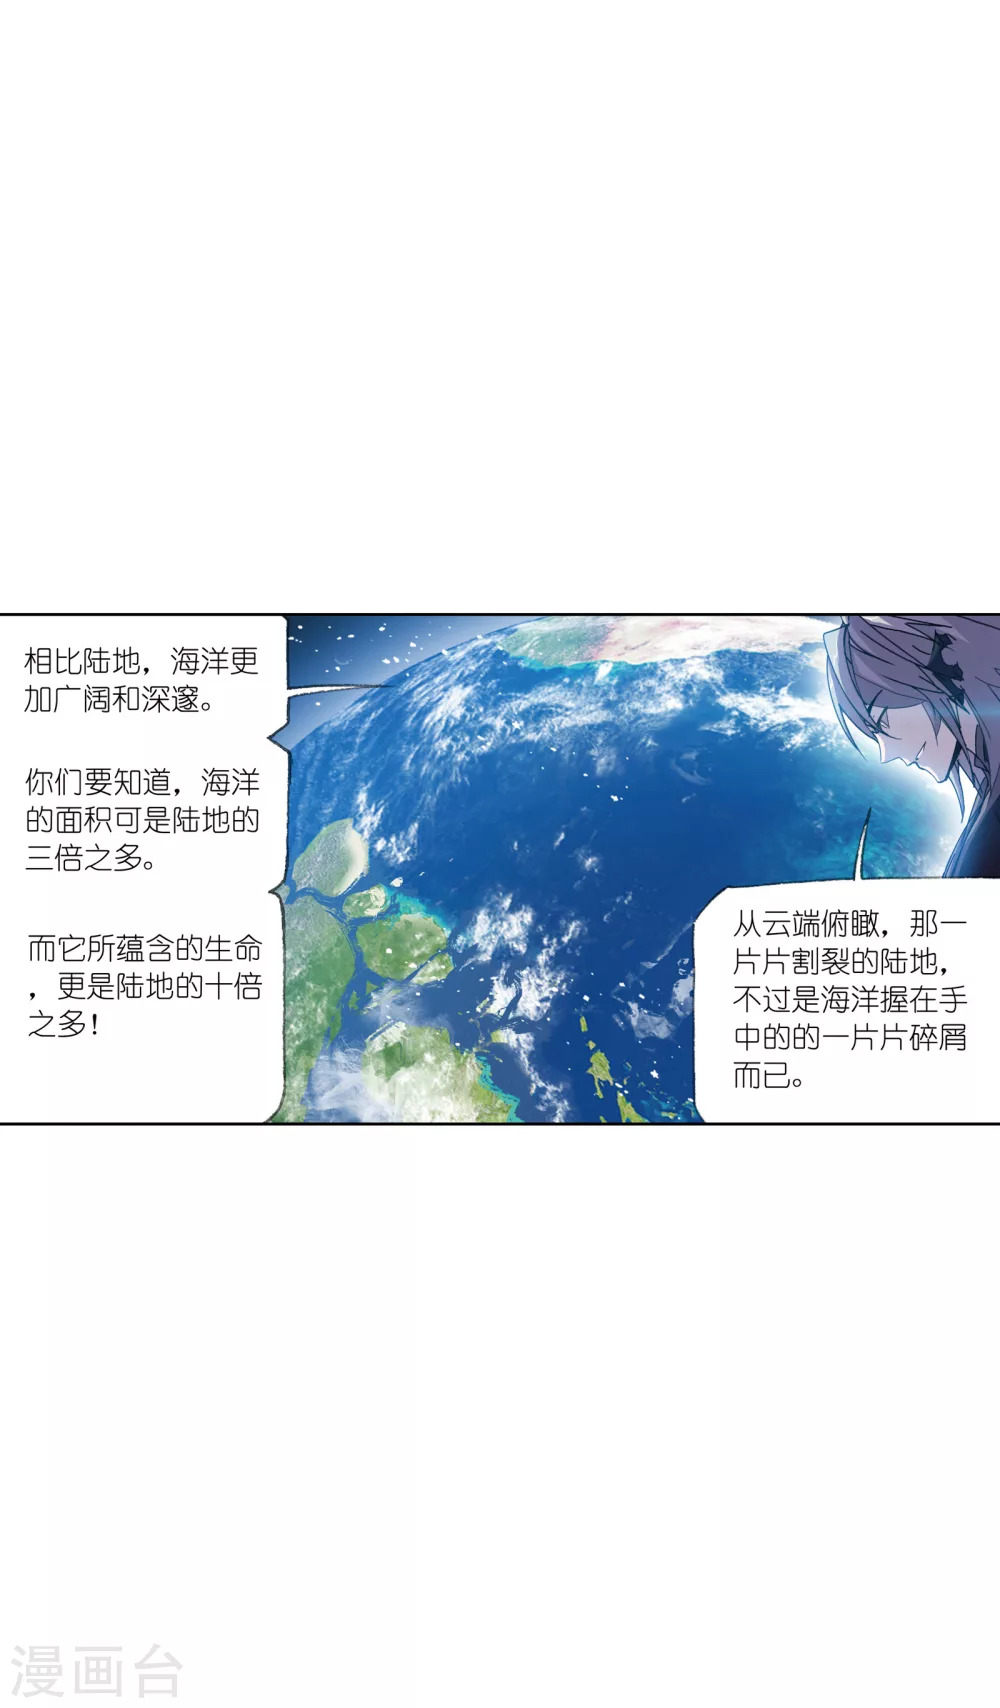 相比陆地，海洋更
加广阔和深邃。
你们要知道，海洋
的面积可是陆地的
三倍之多。
而它所蕴含的生命
，更是陆地的十倍
之多！
从云端俯瞰，那一
片片割裂的陆地，
不过是海洋握在手
中的的一片片碎屑
而已。
漫画台